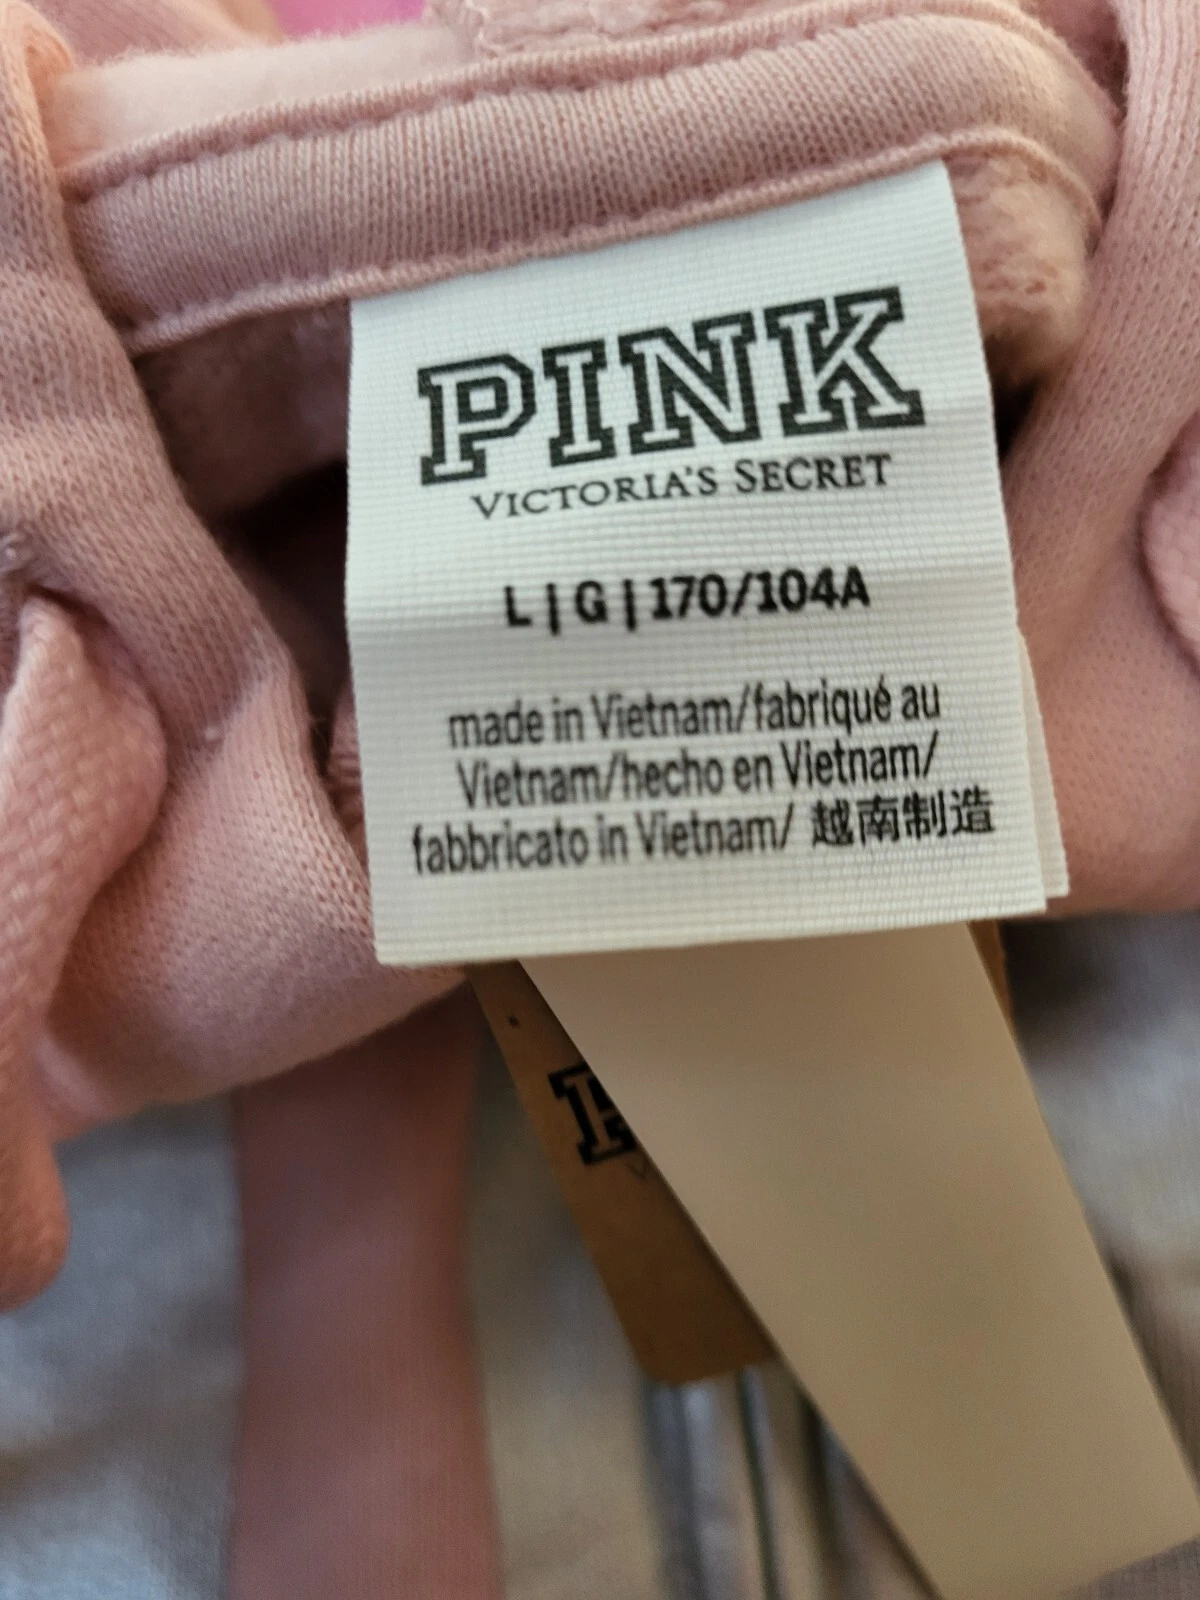 PINK
VICTORIA'S SECRET
L | G | 170/104A
made in Vietnam/fabriqué au
Vietnam/hecho en Vietnam/
fabbricato in Vietnam/ 越南制造